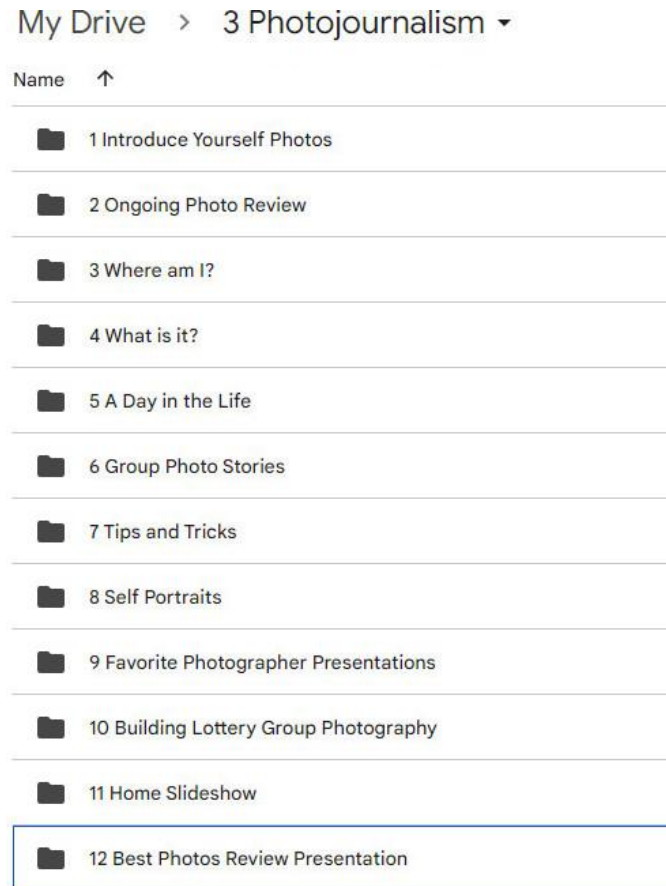 My Drive > 3 Photojournalism
Name
1 Introduce Yourself Photos
2 Ongoing Photo Review
3 Where am I?
4 What is it?
5 A Day in the Life
6 Group Photo Stories
7 Tips and Tricks
8 Self Portraits
9 Favorite Photographer Presentations
10 Building Lottery Group Photography
11 Home Slideshow
12 Best Photos Review Presentation